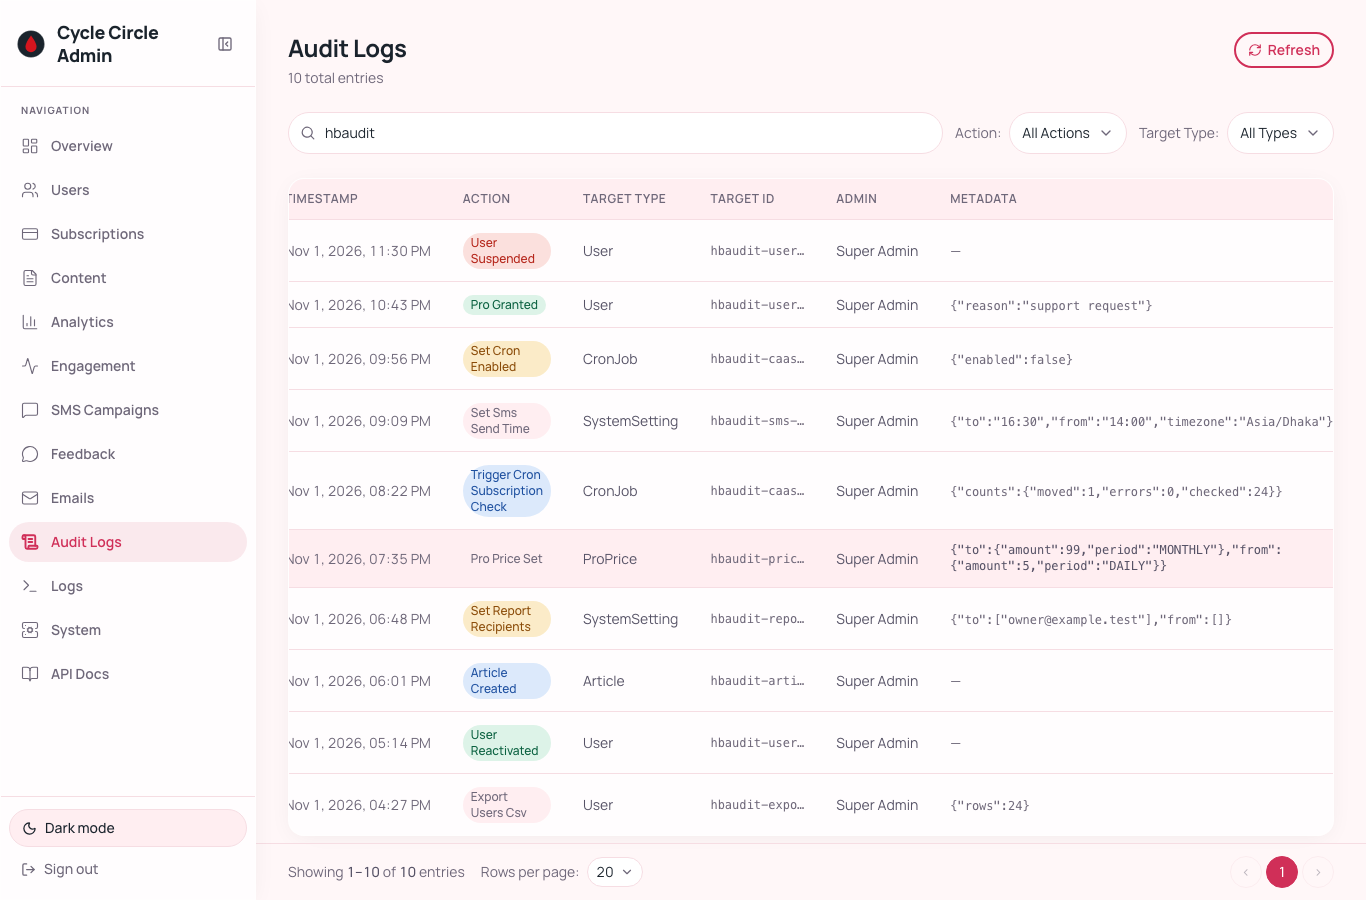 Cycle Circle
Admin
NAVIGATION
Overview
Users
Subscriptions
Content
Analytics
Engagement
SMS Campaigns
Feedback
Emails
Audit Logs
Logs
System
API Docs
Dark mode
Sign out
Audit Logs
10 total entries
Refresh
hbaudit
Action: All Actions Target Type: All Types
TIMESTAMP ACTION TARGET TYPE TARGET ID ADMIN METADATA
Nov 1, 2026, 11:30 PM User Suspended User hbaudit-user… Super Admin —
Nov 1, 2026, 10:43 PM Pro Granted User hbaudit-user… Super Admin {"reason":"support request"}
Nov 1, 2026, 09:56 PM Set Cron Enabled CronJob hbaudit-caas… Super Admin {"enabled":false}
Nov 1, 2026, 09:09 PM Set Sms Send Time SystemSetting hbaudit-sms-… Super Admin {"to":"16:30","from":"14:00","timezone":"Asia/Dhaka"}
Nov 1, 2026, 08:22 PM Trigger Cron Subscription Check CronJob hbaudit-caas… Super Admin {"counts":{"moved":1,"errors":0,"checked":24}}
Nov 1, 2026, 07:35 PM Pro Price Set ProPrice hbaudit-pric… Super Admin {"to":{"amount":99,"period":"MONTHLY"},"from":
{"amount":5,"period":"DAILY"}}
Nov 1, 2026, 06:48 PM Set Report Recipients SystemSetting hbaudit-repo… Super Admin {"to":["owner@example.test"],"from":[]}
Nov 1, 2026, 06:01 PM Article Created Article hbaudit-arti… Super Admin —
Nov 1, 2026, 05:14 PM User Reactivated User hbaudit-user… Super Admin —
Nov 1, 2026, 04:27 PM Export Users Csv User hbaudit-expo… Super Admin {"rows":24}
Showing 1–10 of 10 entries Rows per page: 20
‹ 1 ›